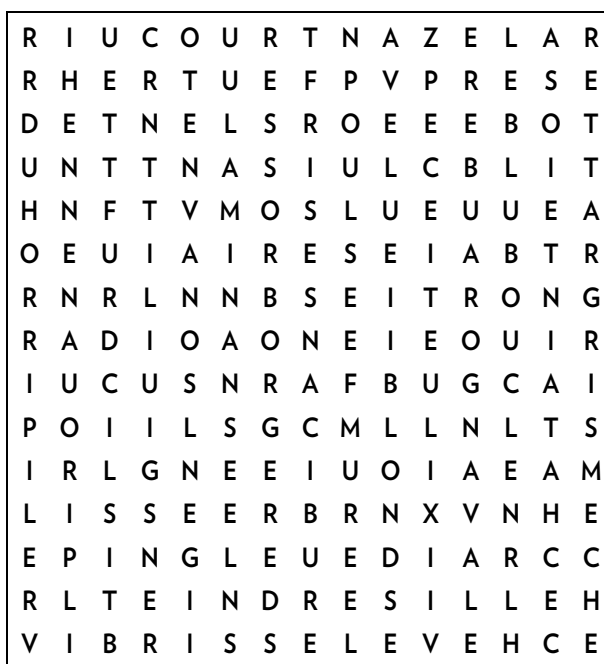 R I U C O U R T N A Z E L A R
R H E R T U E F P V P R E S E
D E T N E L S R O E E E B O T
U N T T N A S I U L C B L I T
H N F T V M O S L U E U U E A
O E U I A I R E S E I A B T R
R N R L N N B S E I T R O N G
R A D I O A O N E I E O U I R
I U C U S N R A F B U G C A I
P O I I L S G C M L L N L T S
I R L G N E E I U O I A E A M
L I S S E E R B R N X V N H E
E P I N G L E U E D I A R C C
R L T E I N D R E S I L L E H
V I B R I S S E L E V E H C E